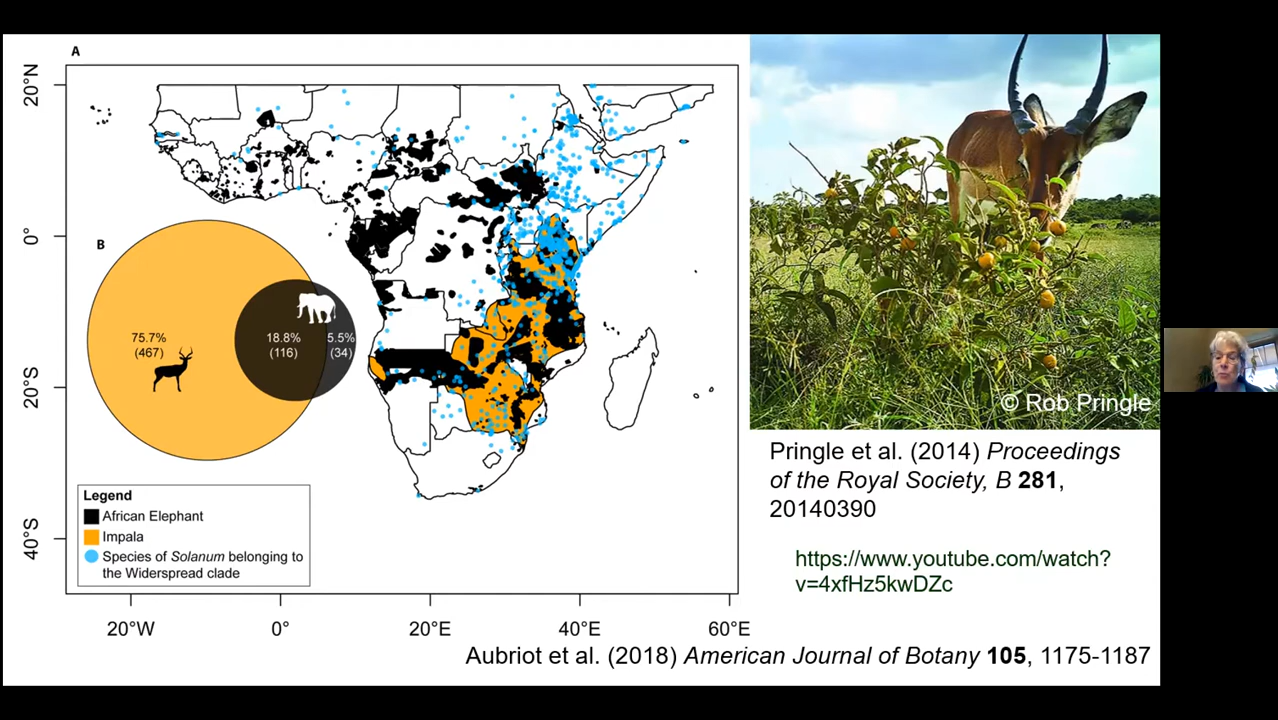 A
20°N
0°
20°S
40°S
B
75.7%
(467)
18.8%
(116)
5.5%
(34)
Legend
African Elephant
Impala
Species of Solanum belonging to
the Widerspread clade
20°W
0°
20°E
40°E
60°E
© Rob Pringle
Pringle et al. (2014) Proceedings
of the Royal Society, B 281,
20140390
https://www.youtube.com/watch?
v=4xfHz5kwDZc
Aubriot et al. (2018) American Journal of Botany 105, 1175-1187